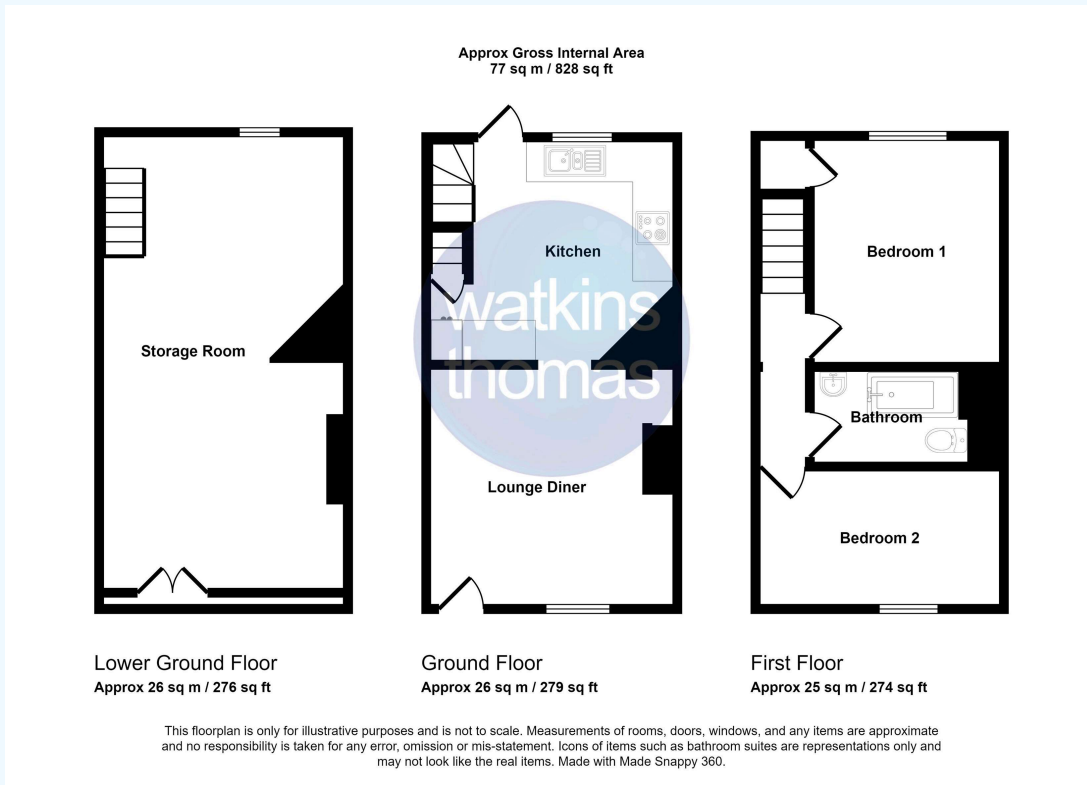 Approx Gross Internal Area
77 sq m / 828 sq ft
Storage Room
Kitchen
watkins
thomas
Lounge Diner
Bedroom 1
Bathroom
Bedroom 2
Lower Ground Floor
Approx 26 sq m / 276 sq ft
Ground Floor
Approx 26 sq m / 279 sq ft
First Floor
Approx 25 sq m / 274 sq ft
This floorplan is only for illustrative purposes and is not to scale. Measurements of rooms, doors, windows, and any items are approximate
and no responsibility is taken for any error, omission or mis-statement. Icons of items such as bathroom suites are representations only and
may not look like the real items. Made with Made Snappy 360.